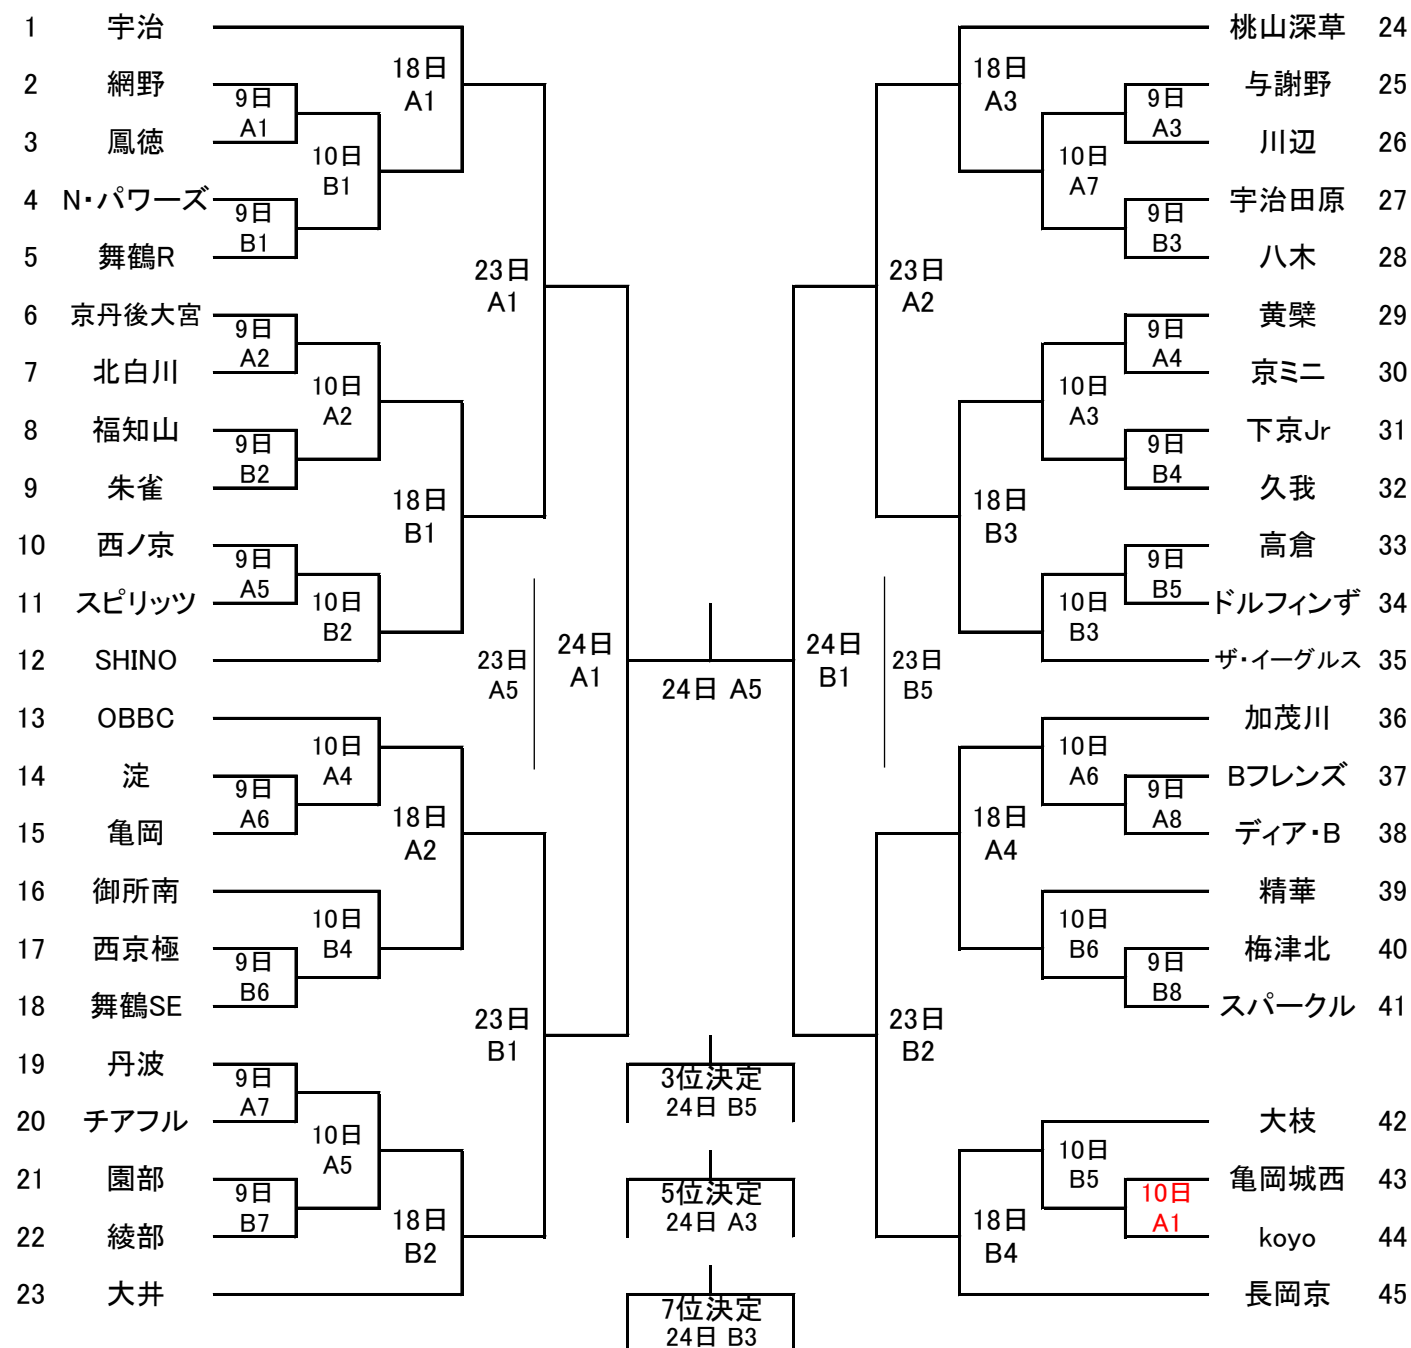 1 宇治
2 網野
3 鳳徳
4 N・パワーズ
5 舞鶴R
6 京丹後大宮
7 北白川
8 福知山
9 朱雀
10 西ノ京
11 スピリッツ
12 SHINO
13 OBBC
14 淀
15 亀岡
16 御所南
17 西京極
18 舞鶴SE
19 丹波
20 チアフル
21 園部
22 綾部
23 大井
9日
A1
9日
B1
9日
A2
9日
B2
9日
A5
9日
A6
9日
B6
9日
A7
9日
B7
10日
B1
10日
A2
10日
B2
10日
A4
10日
B4
10日
A5
18日
A1
18日
B1
18日
A2
18日
B2
23日
A1
23日
A5
23日
B1
24日
A1
24日 A5
3位決定
24日 B5
5位決定
24日 A3
7位決定
24日 B3
24日
B1
23日
A2
23日
B5
23日
B2
18日
A3
18日
B3
18日
A4
18日
B4
10日
A7
10日
A3
10日
B3
10日
A6
10日
B6
10日
B5
9日
A3
9日
B3
9日
A4
9日
B4
9日
B5
9日
A8
9日
B8
10日
A1
桃山深草 24
与謝野 25
川辺 26
宇治田原 27
八木 28
黄檗 29
京ミニ 30
下京Jr 31
久我 32
高倉 33
ドルフィンず 34
ザ・イーグルス 35
加茂川 36
Bフレンズ 37
ディア・B 38
精華 39
梅津北 40
スパークル 41
大枝 42
亀岡城西 43
koyo 44
長岡京 45